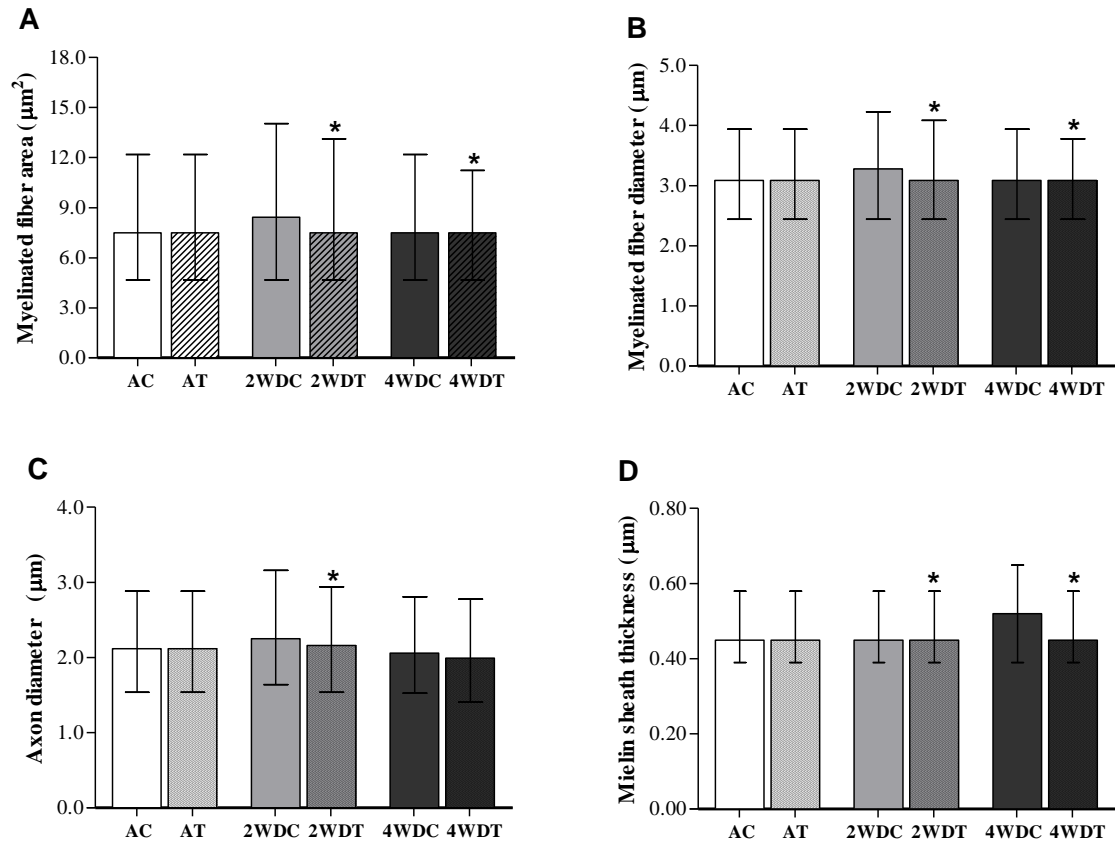 A
Myelinated fiber area (μm²)
18.0
15.0
12.0
9.0
6.0
3.0
0.0
*
*
AC AT 2WDC 2WDT 4WDC 4WDT
B
Myelinated fiber diameter (μm)
5.0
4.0
3.0
2.0
1.0
0.0
*
*
AC AT 2WDC 2WDT 4WDC 4WDT
C
Axon diameter (μm)
4.0
3.0
2.0
1.0
0.0
*
AC AT 2WDC 2WDT 4WDC 4WDT
D
Mielin sheath thickness (μm)
0.80
0.60
0.40
0.20
0.00
*
*
AC AT 2WDC 2WDT 4WDC 4WDT